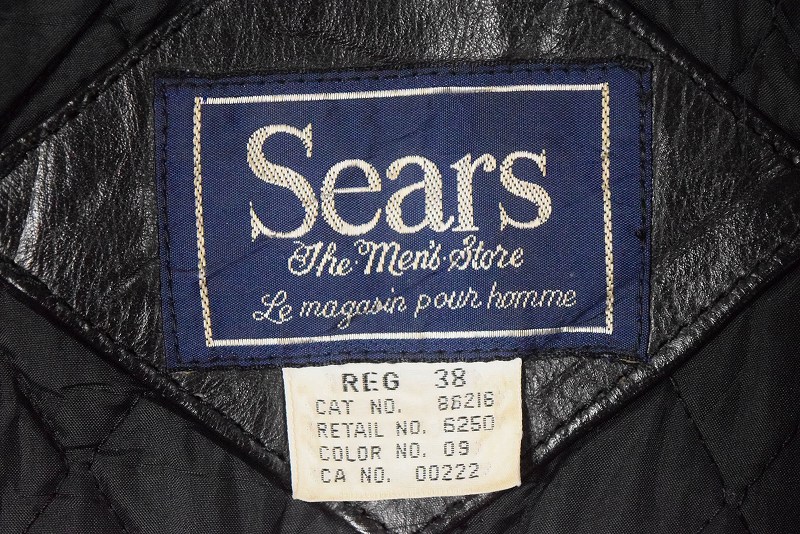 Sears
The Men's Store
Le magasin pour homme
REG 38
CAT NO. 86216
RETAIL NO. 6250
COLOR NO. 09
CA NO. 00222